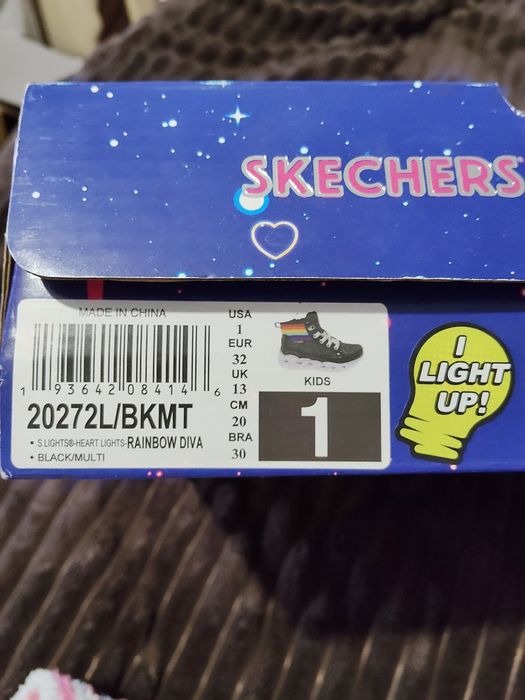 SKECHERS
MADE IN CHINA
1 93642 08414 6
20272L/BKMT
• S LIGHTS®-HEART LIGHTS-RAINBOW DIVA
• BLACK/MULTI
USA
1
EUR
32
UK
13
CM
20
BRA
30
KIDS
1
I
LIGHT
UP!